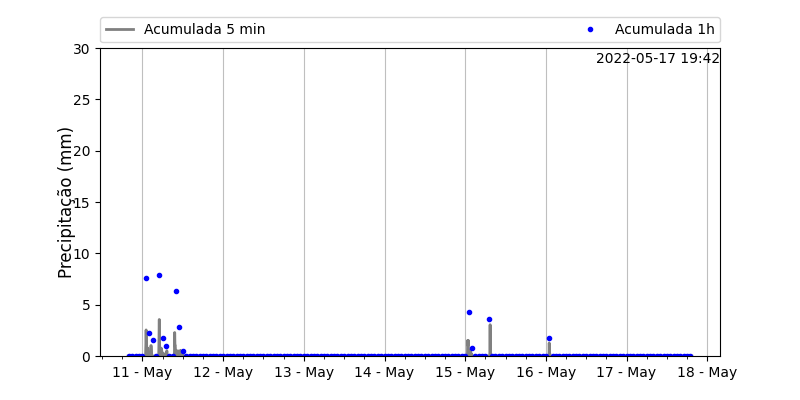 Acumulada 5 min
Acumulada 1h
2022-05-17 19:42
Precipitação (mm)
30
25
20
15
10
5
0
11 - May
12 - May
13 - May
14 - May
15 - May
16 - May
17 - May
18 - May